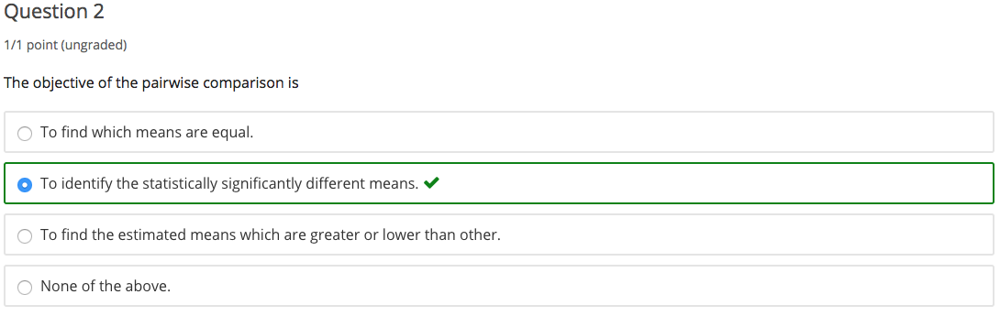 Question 2
1/1 point (ungraded)
The objective of the pairwise comparison is
To find which means are equal.
To identify the statistically significantly different means.
To find the estimated means which are greater or lower than other.
None of the above.